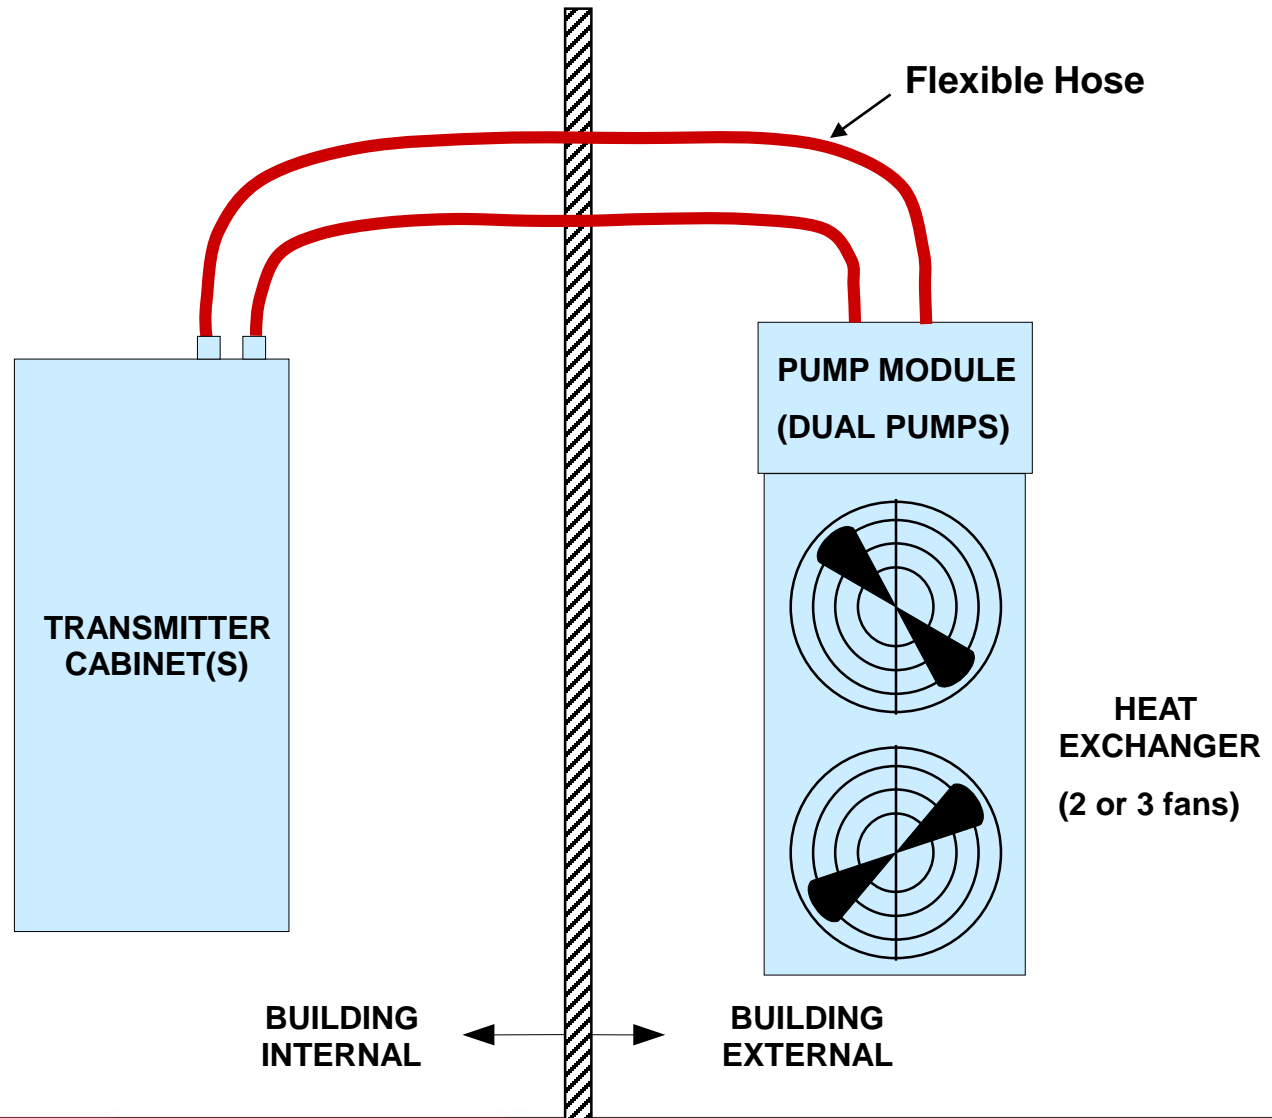 Flexible Hose
PUMP MODULE
(DUAL PUMPS)
TRANSMITTER
CABINET(S)
HEAT
EXCHANGER
(2 or 3 fans)
BUILDING
INTERNAL
BUILDING
EXTERNAL